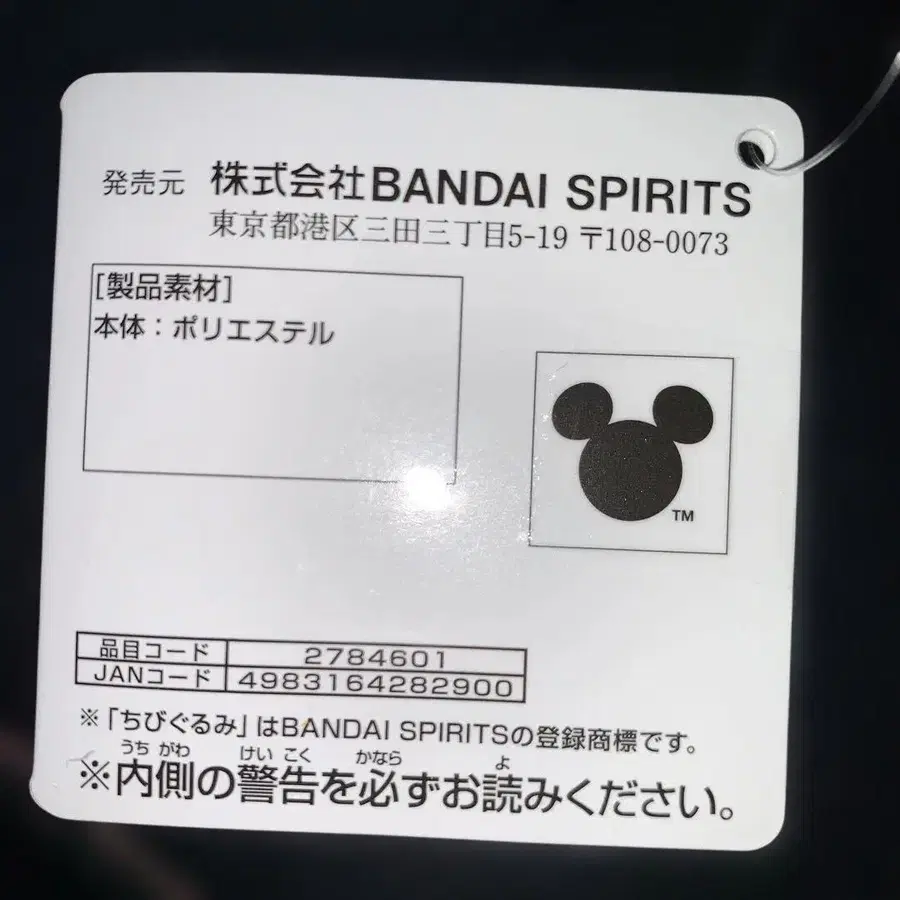 発売元 株式会社BANDAI SPIRITS
東京都港区三田三丁目5-19 〒108-0073
[製品素材]
本体：ポリエステル
TM
品目コード 2784601
JANコード 4983164282900
※「ちびぐるみ」はBANDAI SPIRITSの登録商標です。
うち がわ けい こく かなら よ
※内側の警告を必ずお読みください。